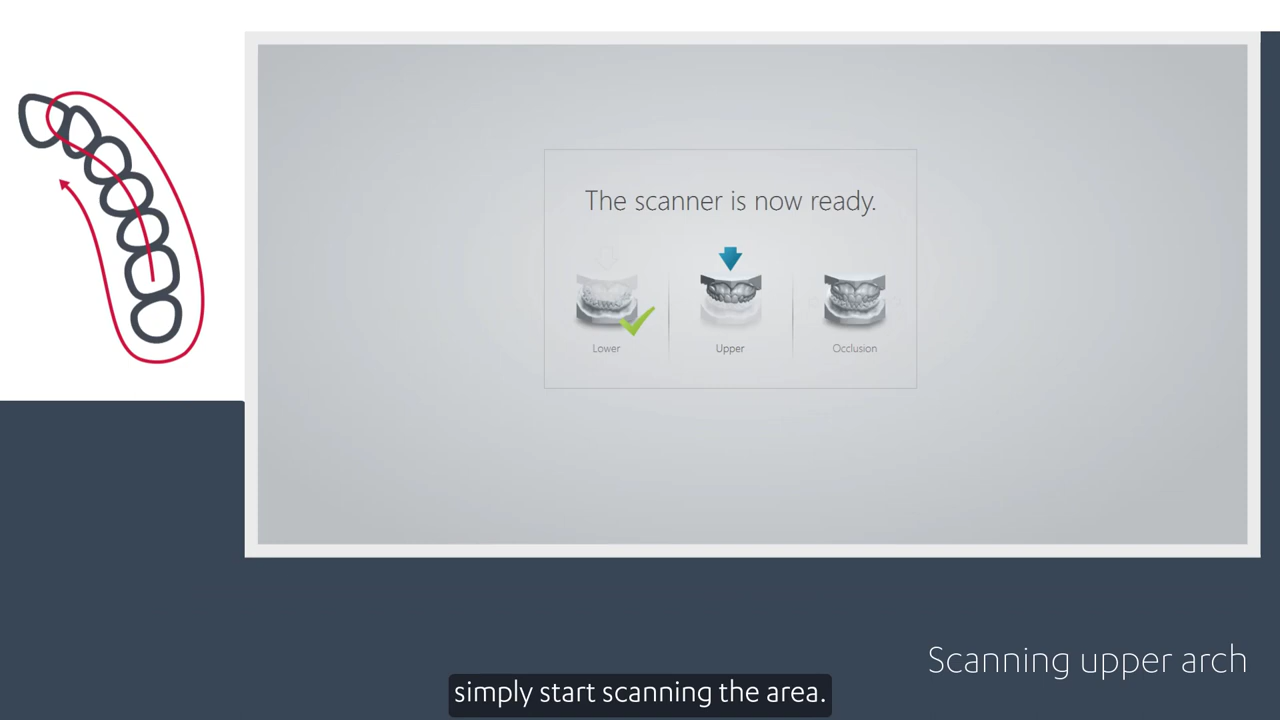 The scanner is now ready.
Lower
Upper
Occlusion
Scanning upper arch
simply start scanning the area.